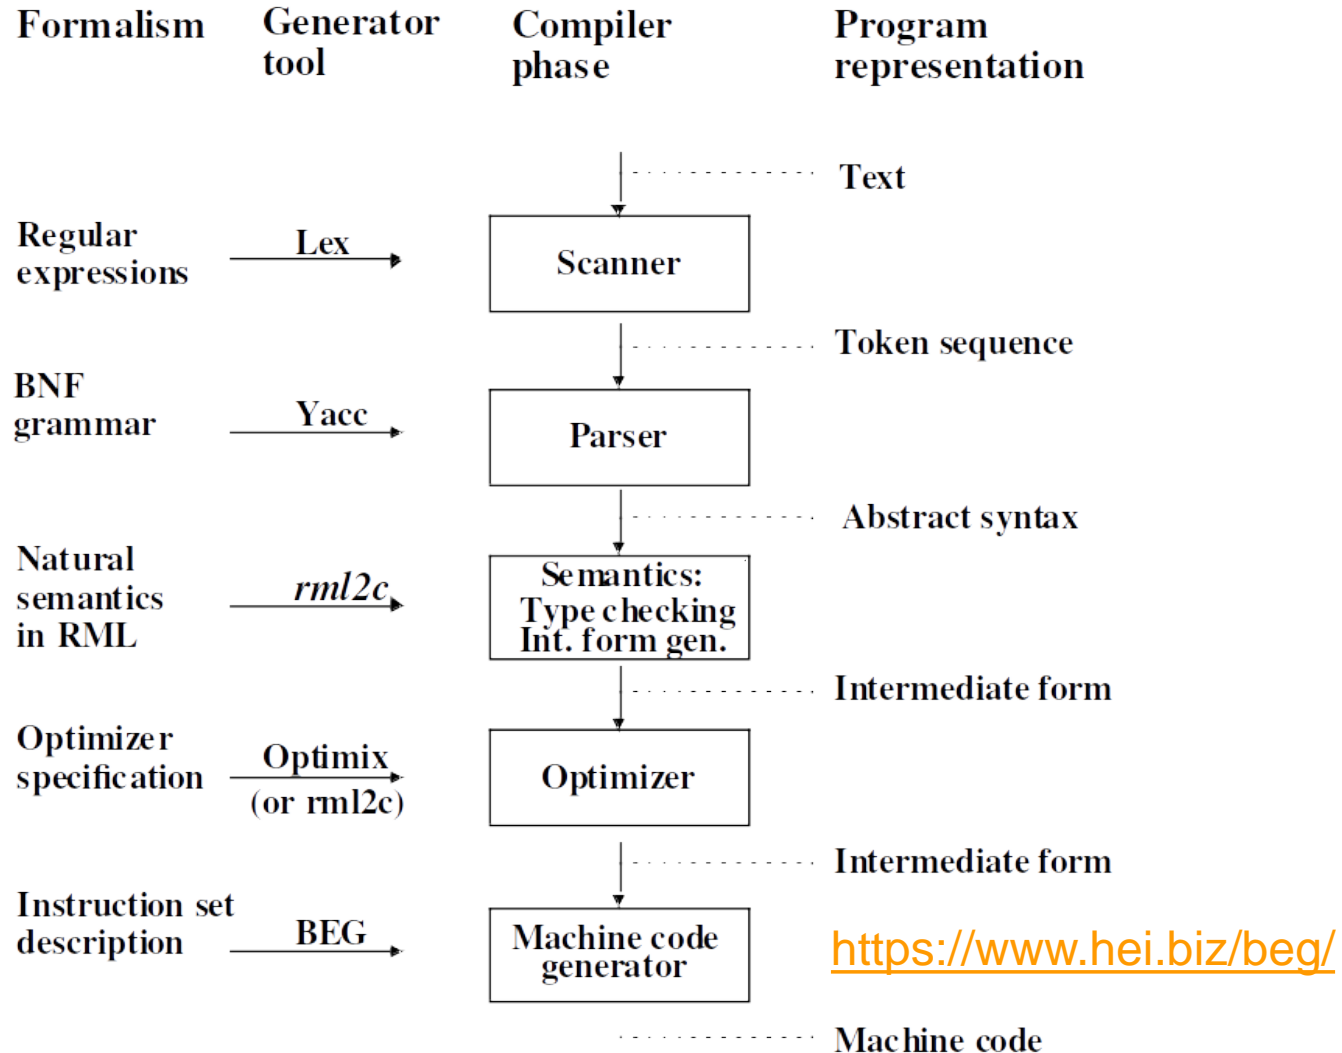 Formalism
Generator
tool
Compiler
phase
Program
representation
Text
Regular
expressions
Lex
Scanner
Token sequence
BNF
grammar
Yacc
Parser
Abstract syntax
Natural
semantics
in RML
rml2c
Semantics:
Type checking
Int. form gen.
Intermediate form
Optimizer
specification
Optimix
(or rml2c)
Optimizer
Intermediate form
Instruction set
description
BEG
Machine code
generator
https://www.hei.biz/beg/
Machine code